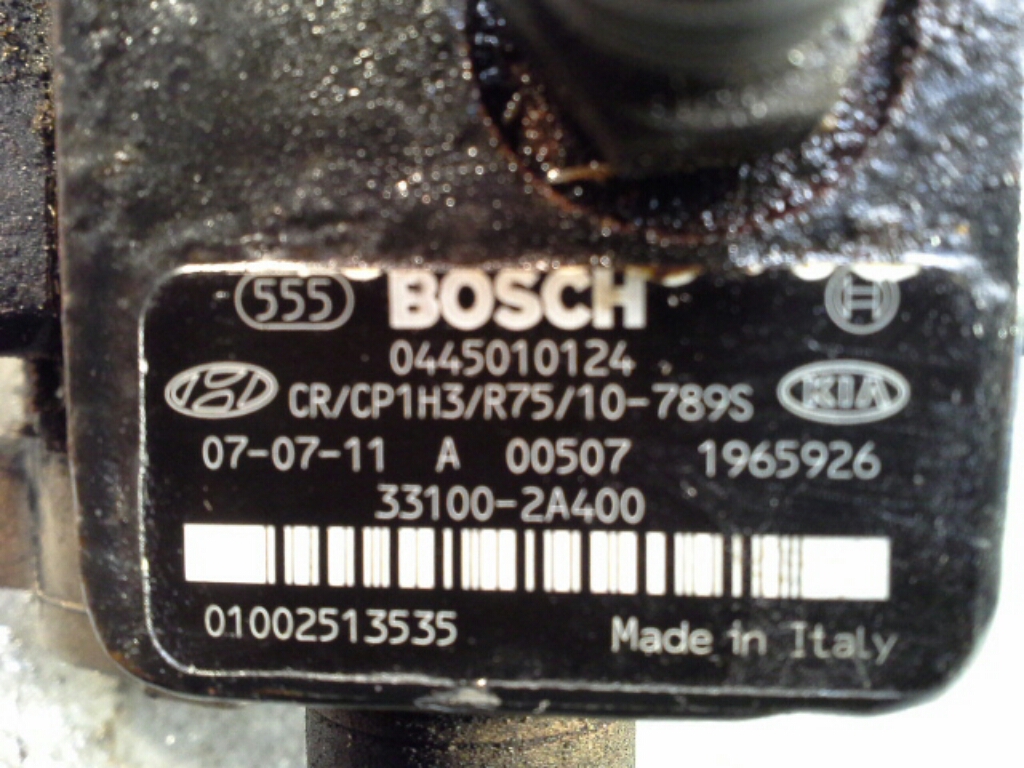 555 BOSCH H
0445010124
CR/CP1H3/R75/10-789S KIA
07-07-11 A 00507 1965926
33100-2A400
01002513535 Made in Italy